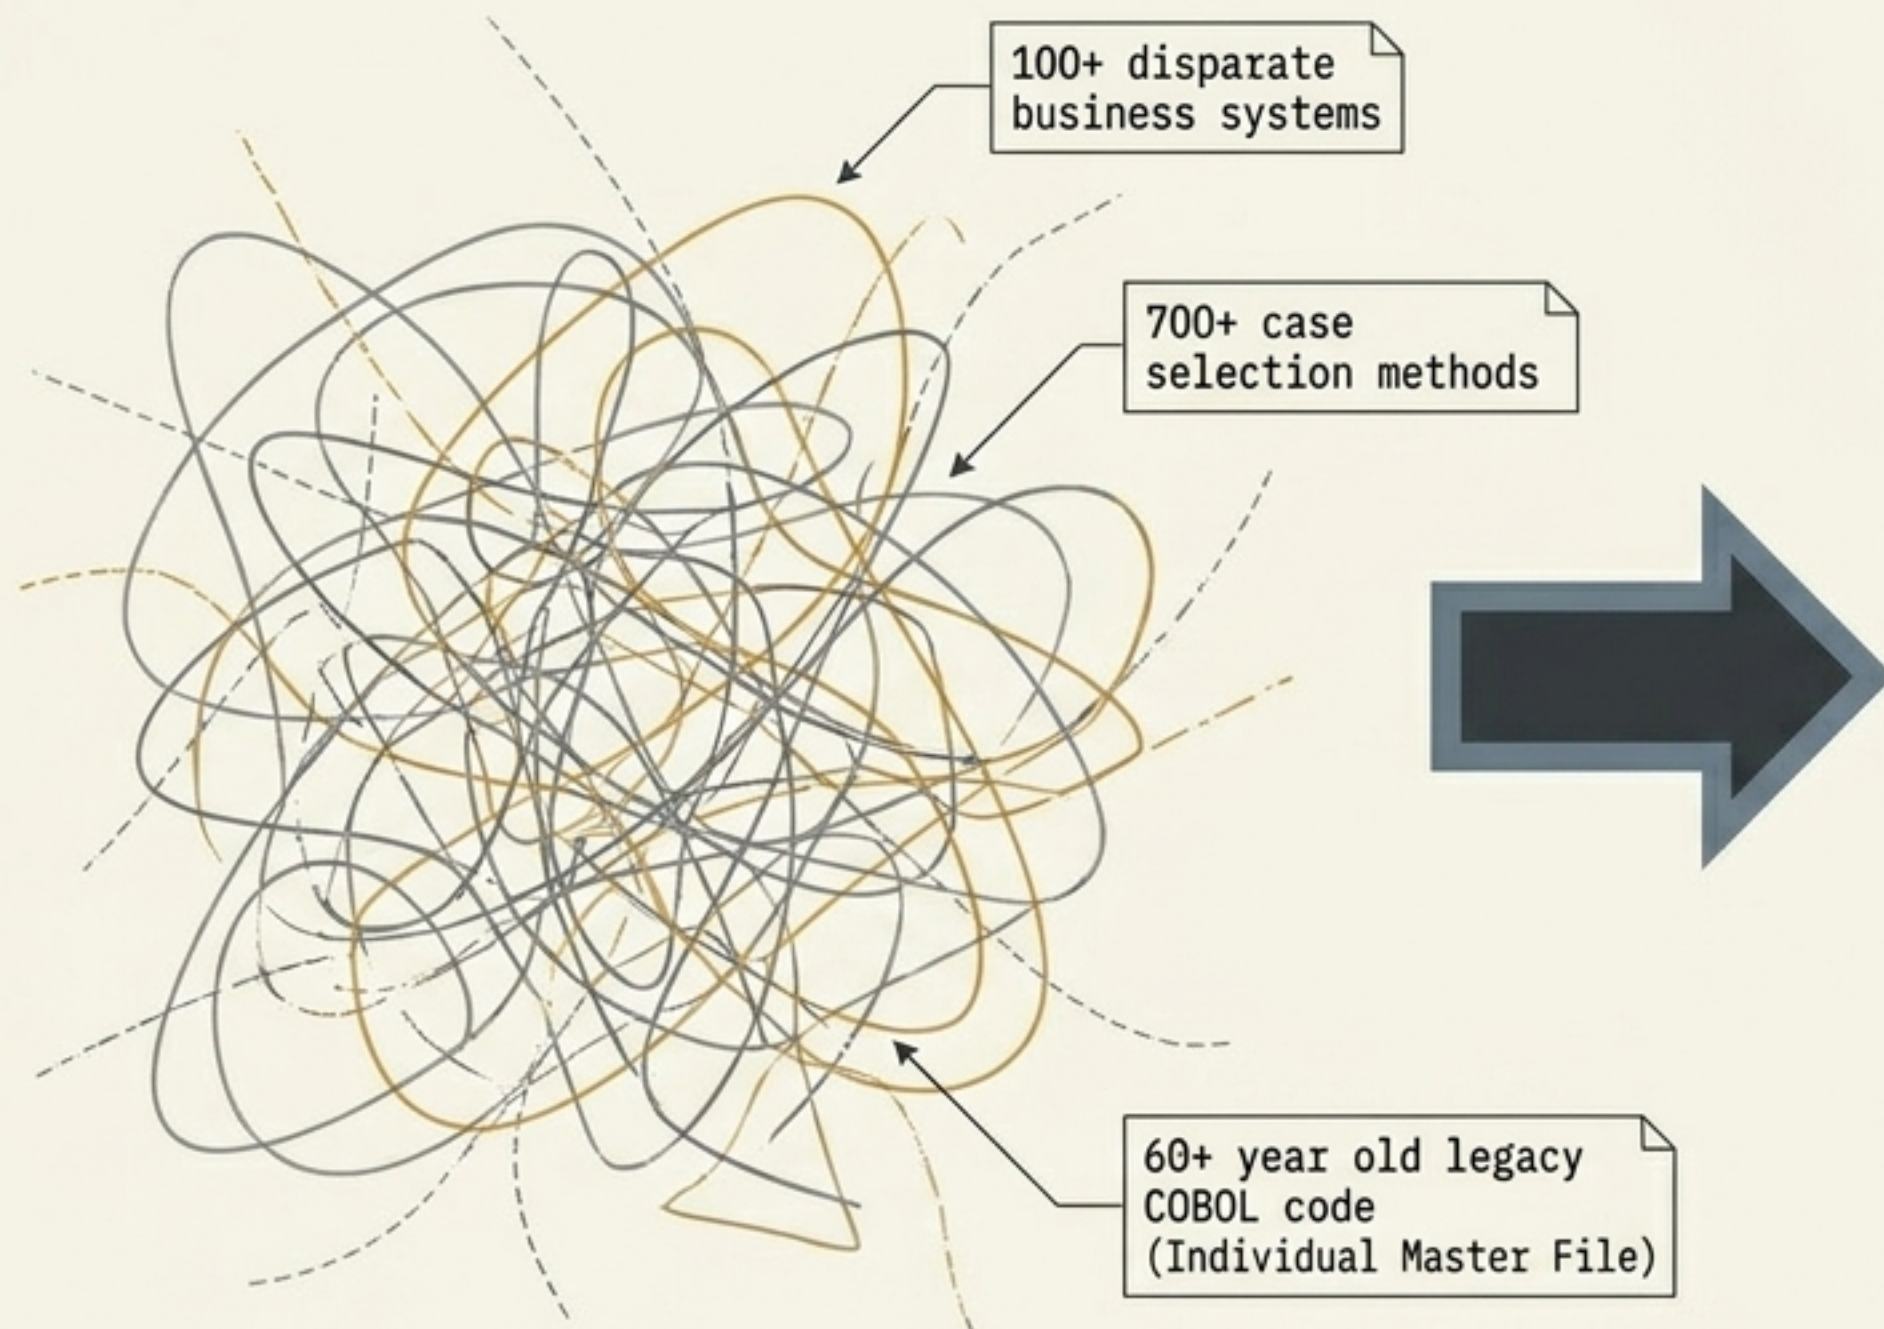 100+ disparate
business systems
700+ case
selection methods
60+ year old legacy
COBOL code
(Individual Master File)